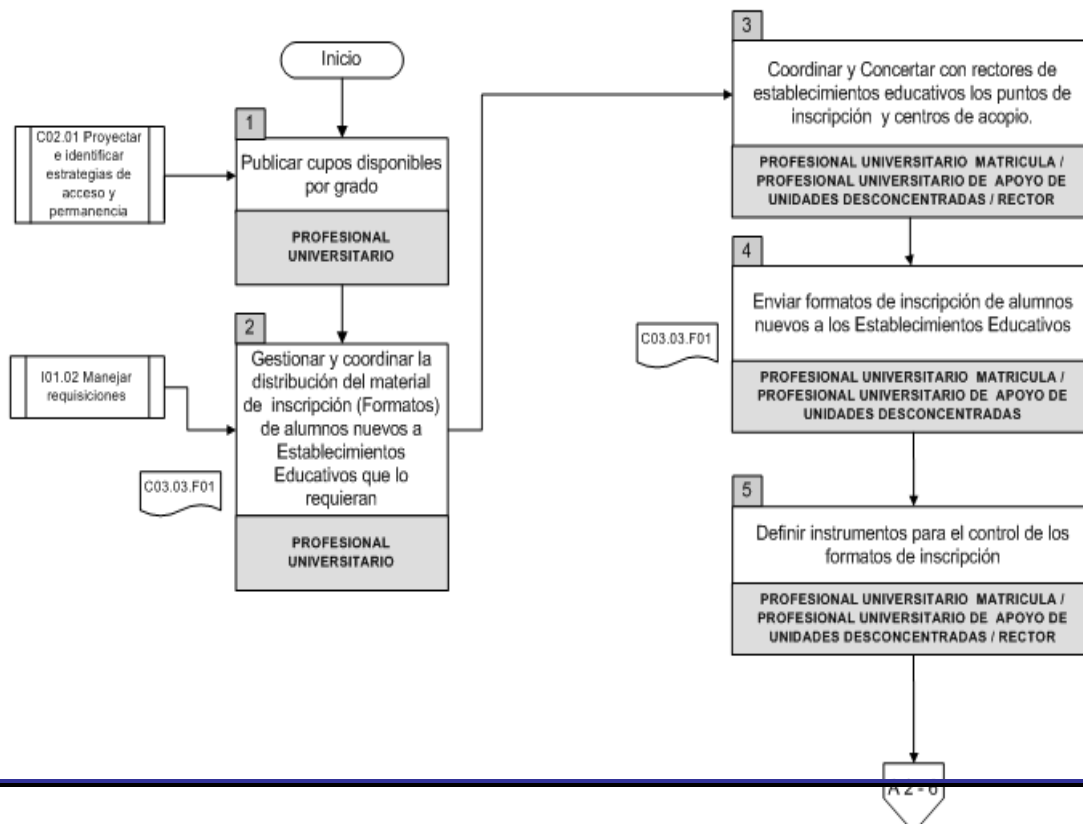 Inicio
C02.01 Proyectar
e identificar
estrategias de
acceso y
permanencia
1
Publicar cupos disponibles
por grado
PROFESIONAL
UNIVERSITARIO
I01.02 Manejar
requisiciones
2
Gestionar y coordinar la
distribución del material
de inscripción (Formatos)
de alumnos nuevos a
Establecimientos
Educativos que lo
requieran
C03.03.F01
PROFESIONAL
UNIVERSITARIO
3
Coordinar y Concertar con rectores de
establecimientos educativos los puntos de
inscripción y centros de acopio.
PROFESIONAL UNIVERSITARIO MATRICULA /
PROFESIONAL UNIVERSITARIO DE APOYO DE
UNIDADES DESCONCENTRADAS / RECTOR
4
Enviar formatos de inscripción de alumnos
nuevos a los Establecimientos Educativos
C03.03.F01
PROFESIONAL UNIVERSITARIO MATRICULA /
PROFESIONAL UNIVERSITARIO DE APOYO DE
UNIDADES DESCONCENTRADAS
5
Definir instrumentos para el control de los
formatos de inscripción
PROFESIONAL UNIVERSITARIO MATRICULA /
PROFESIONAL UNIVERSITARIO DE APOYO DE
UNIDADES DESCONCENTRADAS / RECTOR
A 2 - 6